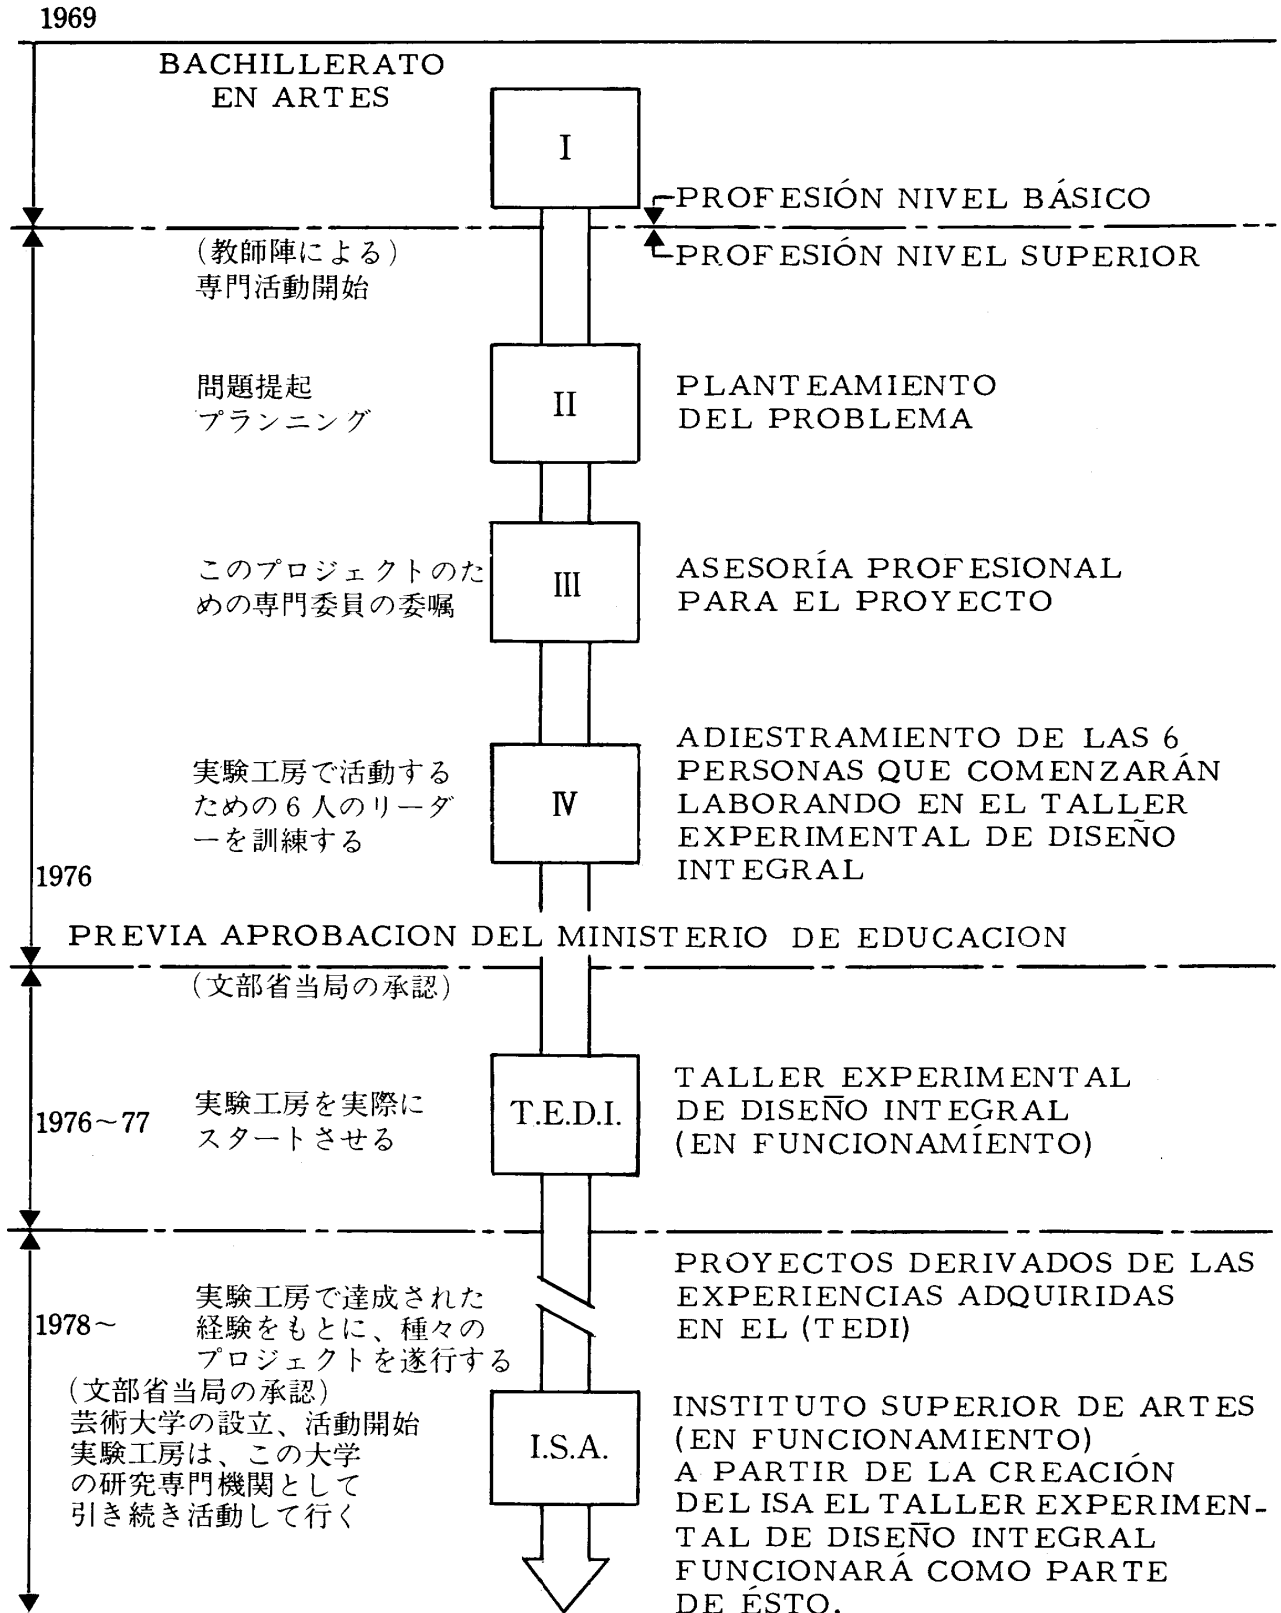 1969
BACHILLERATO
EN ARTES
I
PROFESIÓN NIVEL BÁSICO
PROFESIÓN NIVEL SUPERIOR
(教師陣による)
専門活動開始
問題提起
プランニング
II
PLANTEAMIENTO
DEL PROBLEMA
このプロジェクトのた
めの専門委員の委嘱
III
ASESORÍA PROFESIONAL
PARA EL PROYECTO
実験工房で活動する
ための6人のリーダ
ーを訓練する
IV
ADIESTRAMIENTO DE LAS 6
PERSONAS QUE COMENZARÁN
LABORANDO EN EL TALLER
EXPERIMENTAL DE DISEÑO
INTEGRAL
1976
PREVIA APROBACION DEL MINISTERIO DE EDUCACION
(文部省当局の承認)
1976~77
実験工房を実際に
スタートさせる
T.E.D.I.
TALLER EXPERIMENTAL
DE DISEÑO INTEGRAL
(EN FUNCIONAMÍENTO)
1978~
実験工房で達成された
経験をもとに、種々の
プロジェクトを遂行する
PROYECTOS DERIVADOS DE LAS
EXPERIENCIAS ADQUIRIDAS
EN EL (TEDI)
(文部省当局の承認)
芸術大学の設立、活動開始
実験工房は、この大学
の研究専門機関として
引き続き活動して行く
I.S.A.
INSTITUTO SUPERIOR DE ARTES
(EN FUNCIONAMIENTO)
A PARTIR DE LA CREACIÓN
DEL ISA EL TALLER EXPERIMEN-
TAL DE DISEÑO INTEGRAL
FUNCIONARÁ COMO PARTE
DE ÉSTO.